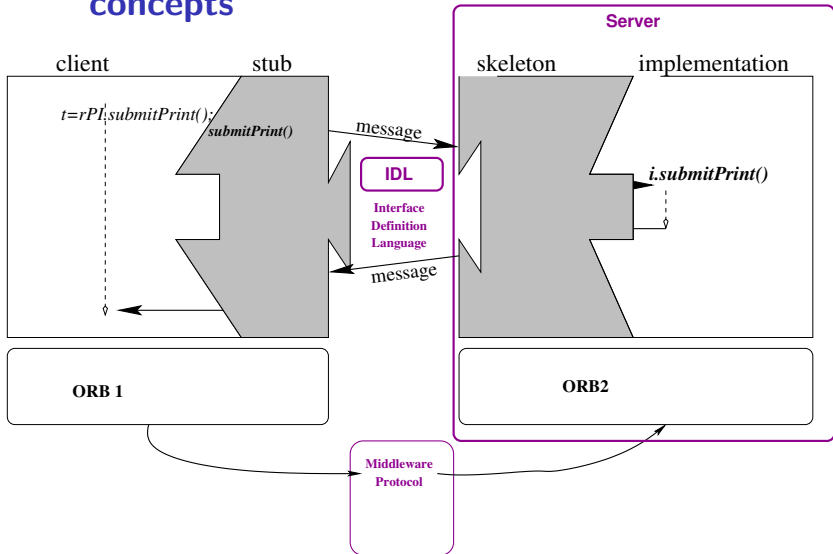 concepts
Server
client
stub
skeleton
implementation
t=rPI.submitPrint();
submitPrint()
message
IDL
i.submitPrint()
Interface
Definition
Language
message
ORB 1
ORB2
Middleware
Protocol